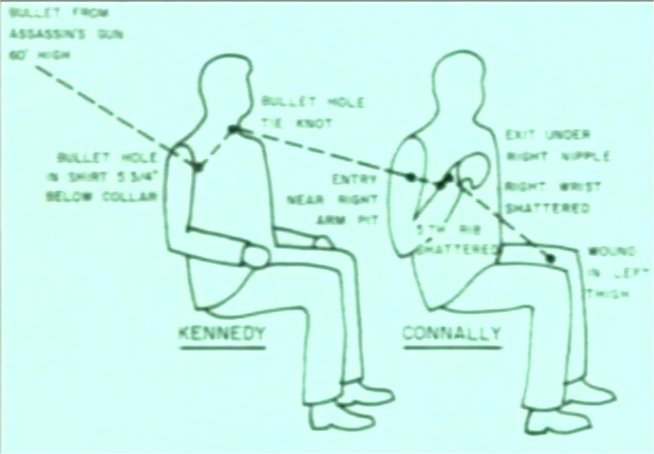 BULLET FROM
ASSASSIN'S GUN
60' HIGH
BULLET HOLE
TIE KNOT
BULLET HOLE
IN SHIRT 5 3/4"
BELOW COLLAR
ENTRY
NEAR RIGHT
ARM PIT
EXIT UNDER
RIGHT NIPPLE
RIGHT WRIST
SHATTERED
5 TH RIB
SHATTERED
WOUND
IN LEFT
THIGH
KENNEDY
CONNALLY